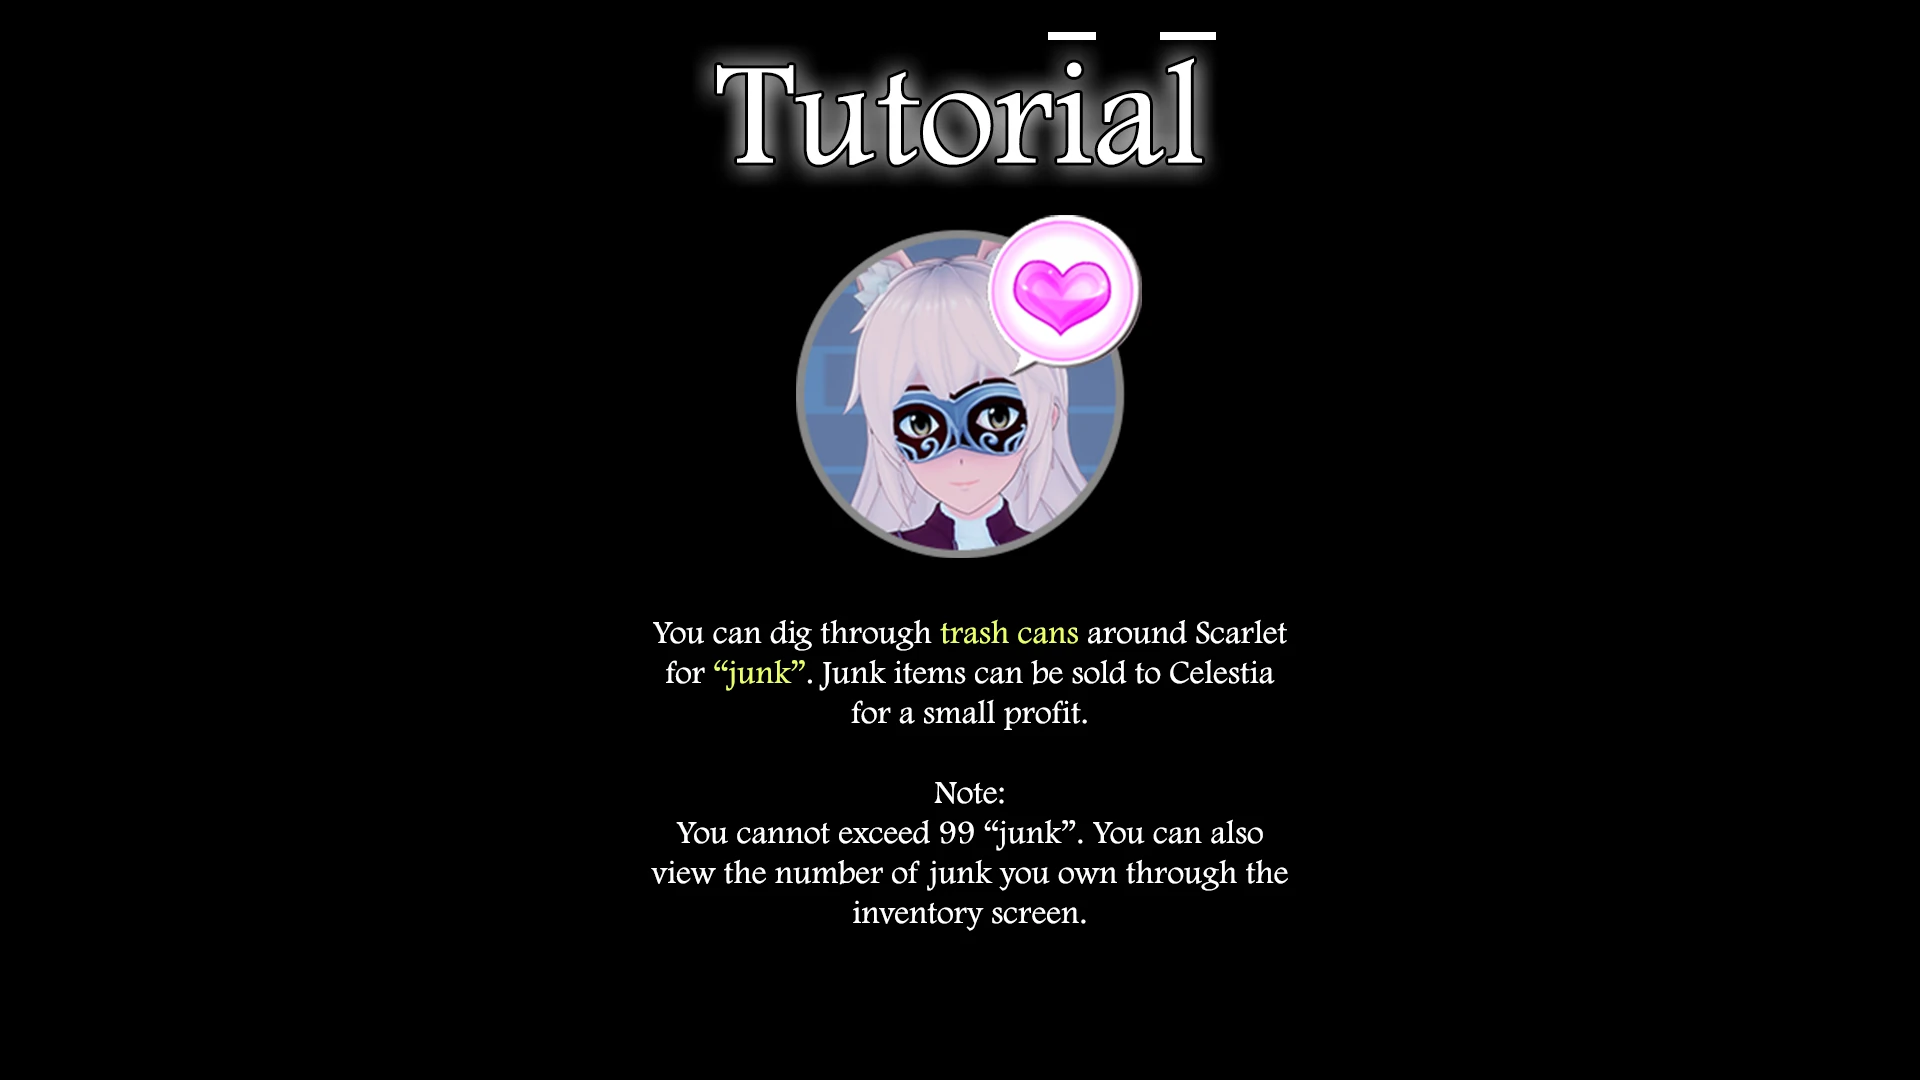 Tutorial
You can dig through trash cans around Scarlet
for “junk”. Junk items can be sold to Celestia
for a small profit.
Note:
You cannot exceed 99 “junk”. You can also
view the number of junk you own through the
inventory screen.